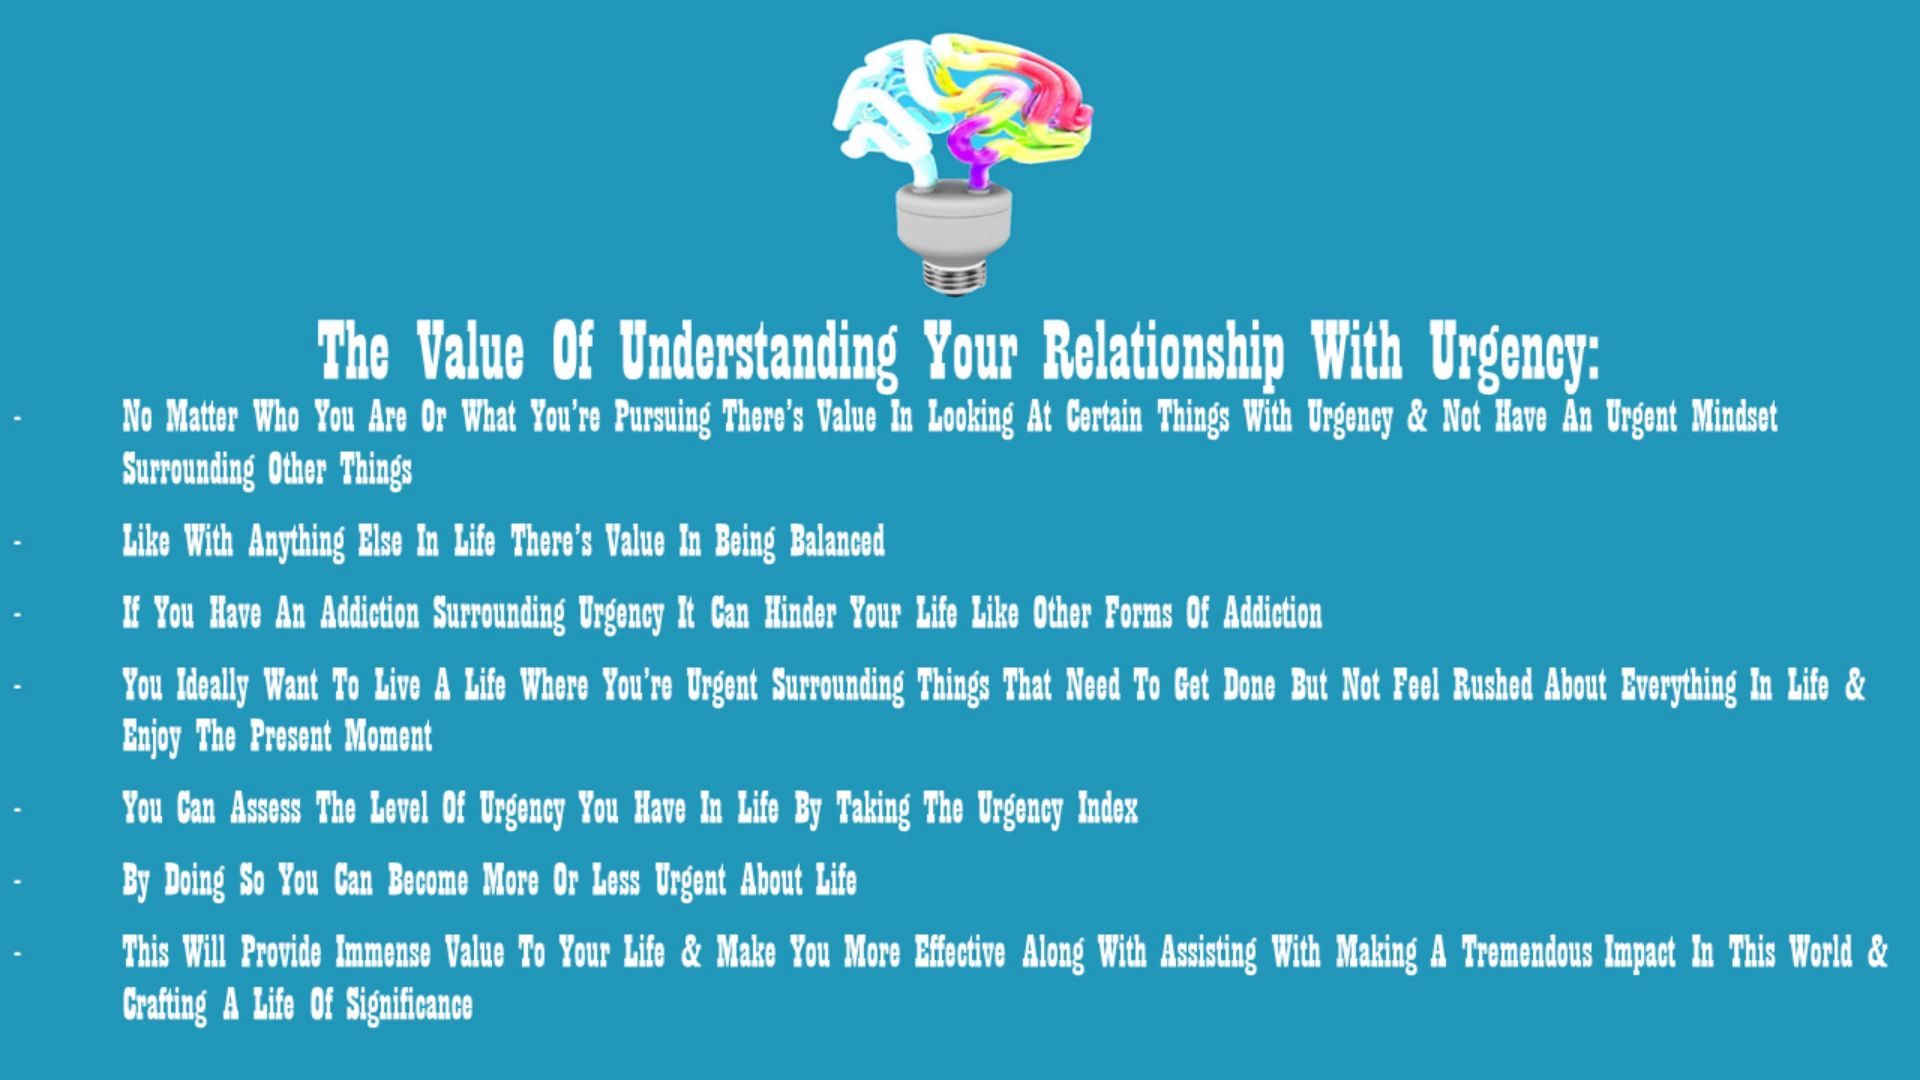 The Value Of Understanding Your Relationship With Urgency:
- No Matter Who You Are Or What You're Pursuing There's Value In Looking At Certain Things With Urgency & Not Have An Urgent Mindset
Surrounding Other Things
- Like With Anything Else In Life There's Value In Being Balanced
- If You Have An Addiction Surrounding Urgency It Can Hinder Your Life Like Other Forms Of Addiction
- You Ideally Want To Live A Life Where You're Urgent Surrounding Things That Need To Get Done But Not Feel Rushed About Everything In Life &
Enjoy The Present Moment
- You Can Assess The Level Of Urgency You Have In Life By Taking The Urgency Index
- By Doing So You Can Become More Or Less Urgent About Life
- This Will Provide Immense Value To Your Life & Make You More Effective Along With Assisting With Making A Tremendous Impact In This World &
Crafting A Life Of Significance